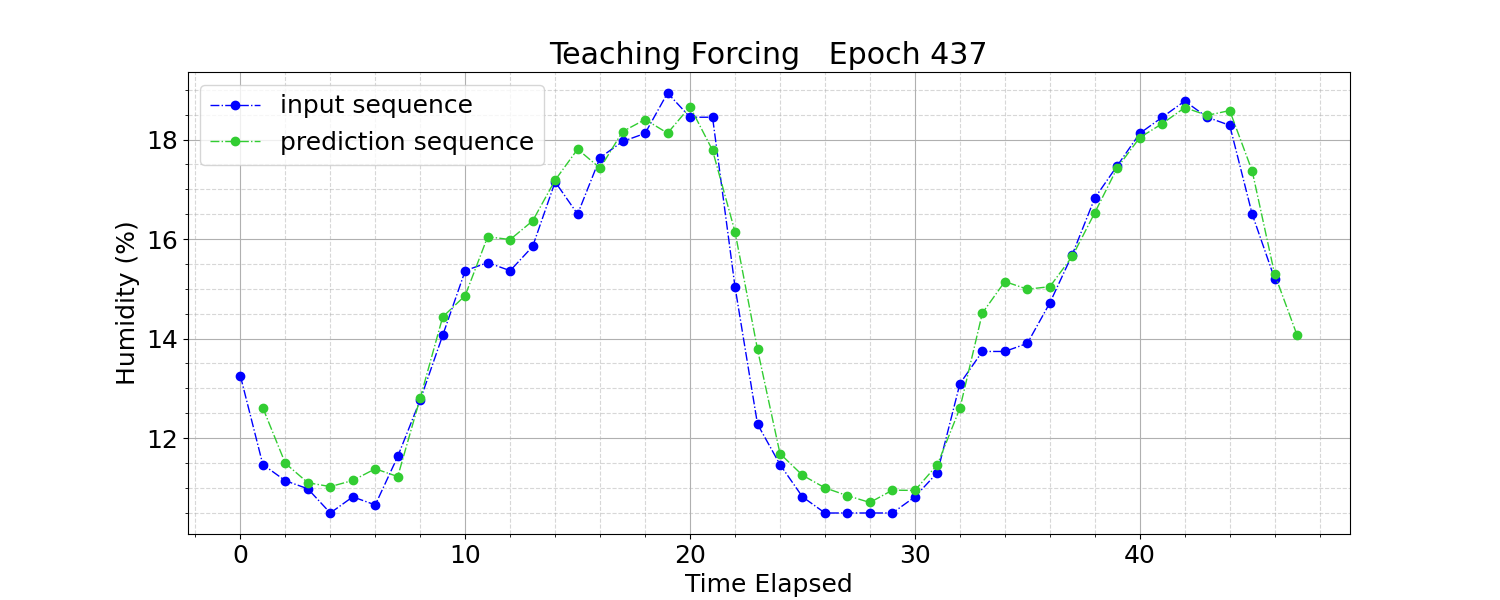 Teaching Forcing   Epoch 437
input sequence
prediction sequence
18
16
14
12
Humidity (%)
0 10 20 30 40
Time Elapsed